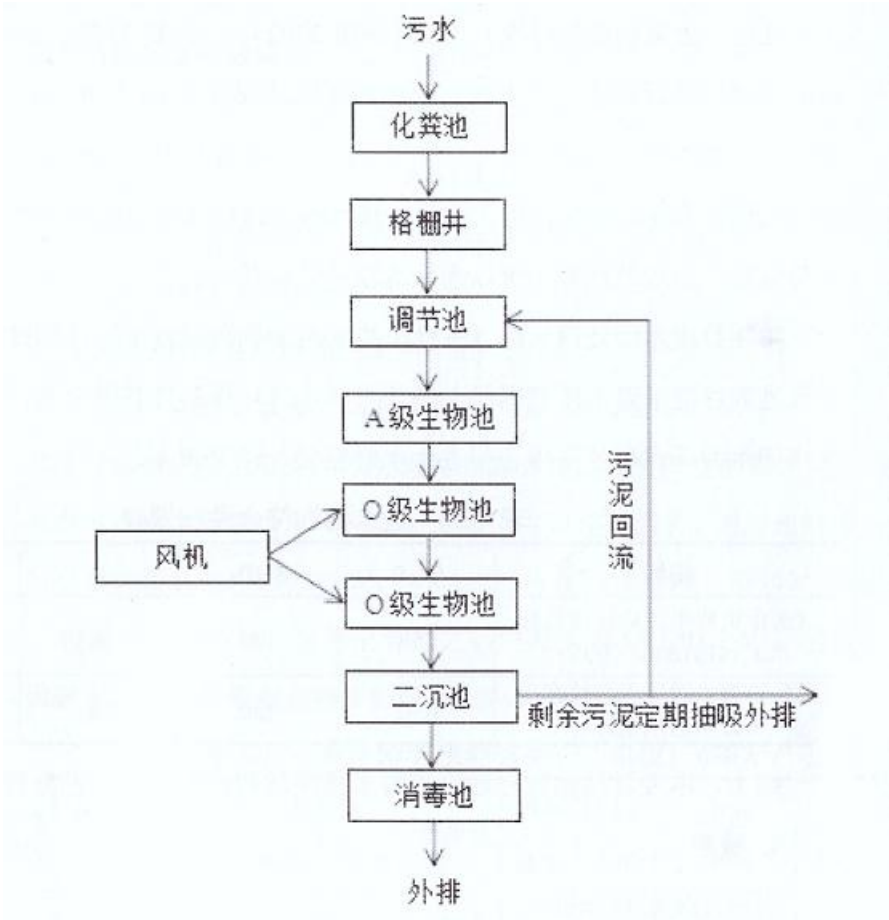 污水
化粪池
格栅井
调节池
A级生物池
O级生物池
风机
O级生物池
污泥回流
二沉池
剩余污泥定期抽吸外排
消毒池
外排